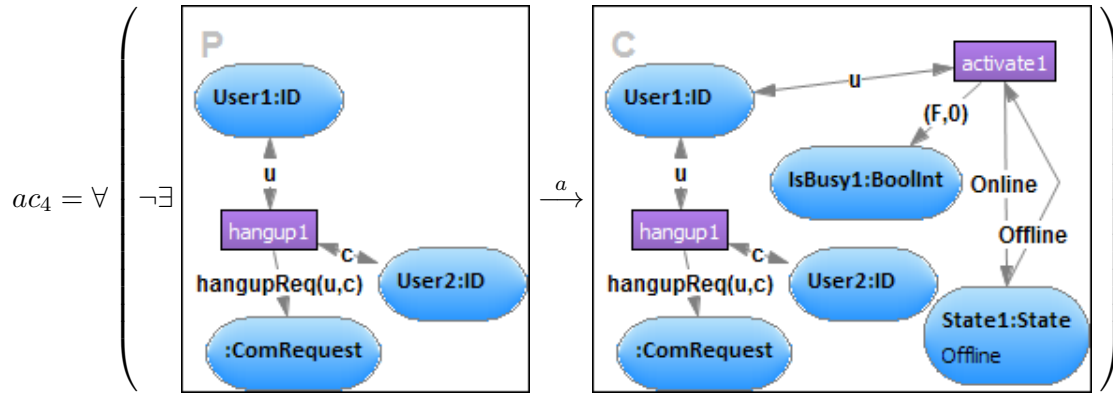 ac₄ = ∀ ( ¬∃ P →ᵃ C )
P
User1:ID
u
hangup1
c
hangupReq(u,c)
User2:ID
:ComRequest
a
C
activate1
User1:ID
u
(F,0)
u
IsBusy1:BoolInt
Online
hangup1
Offline
c
hangupReq(u,c)
User2:ID
State1:State
:ComRequest
Offline